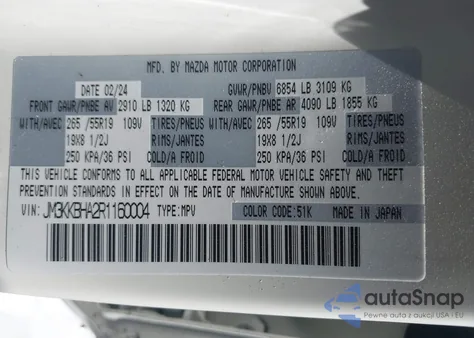 MFD. BY MAZDA MOTOR CORPORATION
DATE 02/24 GVWR/PNBV 6854 LB 3109 KG
FRONT GAWR/PNBE AV 2910 LB 1320 KG REAR GAWR/PNBE AR 4090 LB 1855 KG
WITH/AVEC 265 /55R19 109V TIRES/PNEUS WITH/AVEC 265 /55R19 109V TIRES/PNEUS
19X8 1/2J RIMS/JANTES 19X8 1/2J RIMS/JANTES
250 KPA/36 PSI COLD/A FROID 250 KPA/36 PSI COLD/A FROID
THIS VEHICLE CONFORMS TO ALL APPLICABLE FEDERAL MOTOR VEHICLE SAFETY AND THEFT
PREVENTION STANDARDS IN EFFECT ON THE DATE OF MANUFACTURE SHOWN ABOVE.
VIN: JM3KKBHA2R1160004 TYPE:MPV COLOR CODE:51K MADE IN JAPAN
autoSnap
Pewne auta z aukcji USA i EU